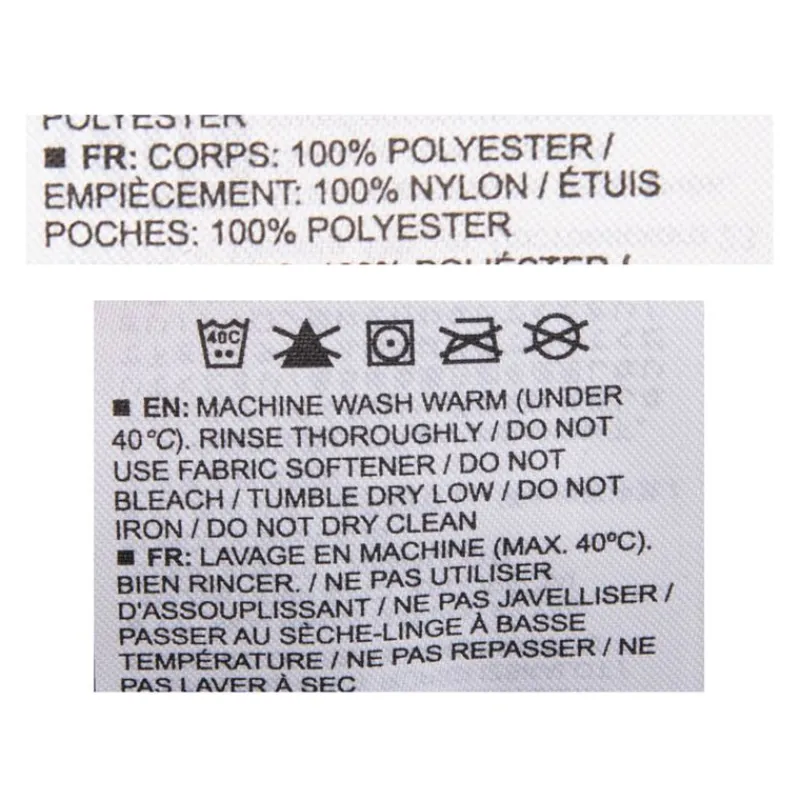 POLYESTER
■ FR: CORPS: 100% POLYESTER /
EMPIÈCEMENT: 100% NYLON / ÉTUIS
POCHES: 100% POLYESTER
100% POLIÉSTER /
40C
■ EN: MACHINE WASH WARM (UNDER
40°C). RINSE THOROUGHLY / DO NOT
USE FABRIC SOFTENER / DO NOT
BLEACH / TUMBLE DRY LOW / DO NOT
IRON / DO NOT DRY CLEAN
■ FR: LAVAGE EN MACHINE (MAX. 40ºC).
BIEN RINCER. / NE PAS UTILISER
D'ASSOUPLISSANT / NE PAS JAVELLISER /
PASSER AU SÈCHE-LINGE À BASSE
TEMPÉRATURE / NE PAS REPASSER / NE
PAS LAVER À SEC